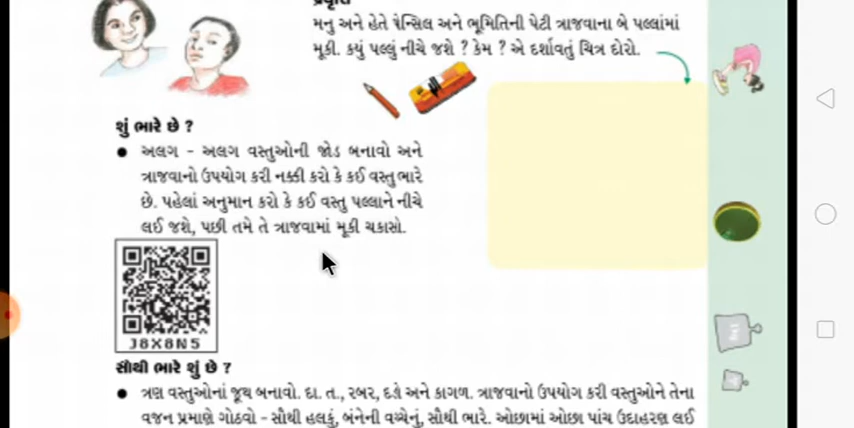 પ્રવૃત્તિ
મનુ અને હેતે પેન્સિલ અને ભૂમિતિની પેટી ત્રાજવાના બે પલ્લાંમાં
મૂકી. કયું પલ્લું નીચે જશે ? કેમ ? એ દર્શાવતું ચિત્ર દોરો.
શું ભારે છે ?
● અલગ - અલગ વસ્તુઓની જોડ બનાવો અને
ત્રાજવાનો ઉપયોગ કરી નક્કી કરો કે કઈ વસ્તુ ભારે
છે. પહેલાં અનુમાન કરો કે કઈ વસ્તુ પલ્લાને નીચે
લઈ જશે, પછી તમે તે ત્રાજવામાં મૂકી ચકાસો.
J8X8N5
સૌથી ભારે શું છે ?
● ત્રણ વસ્તુઓનાં જૂથ બનાવો. દા. ત., રબર, દડો અને કાગળ. ત્રાજવાનો ઉપયોગ કરી વસ્તુઓને તેના
વજન પ્રમાણે ગોઠવો - સૌથી હલકું, બંનેની વચ્ચેનું, સૌથી ભારે. ઓછામાં ઓછા પાંચ ઉદાહરણ લઈ